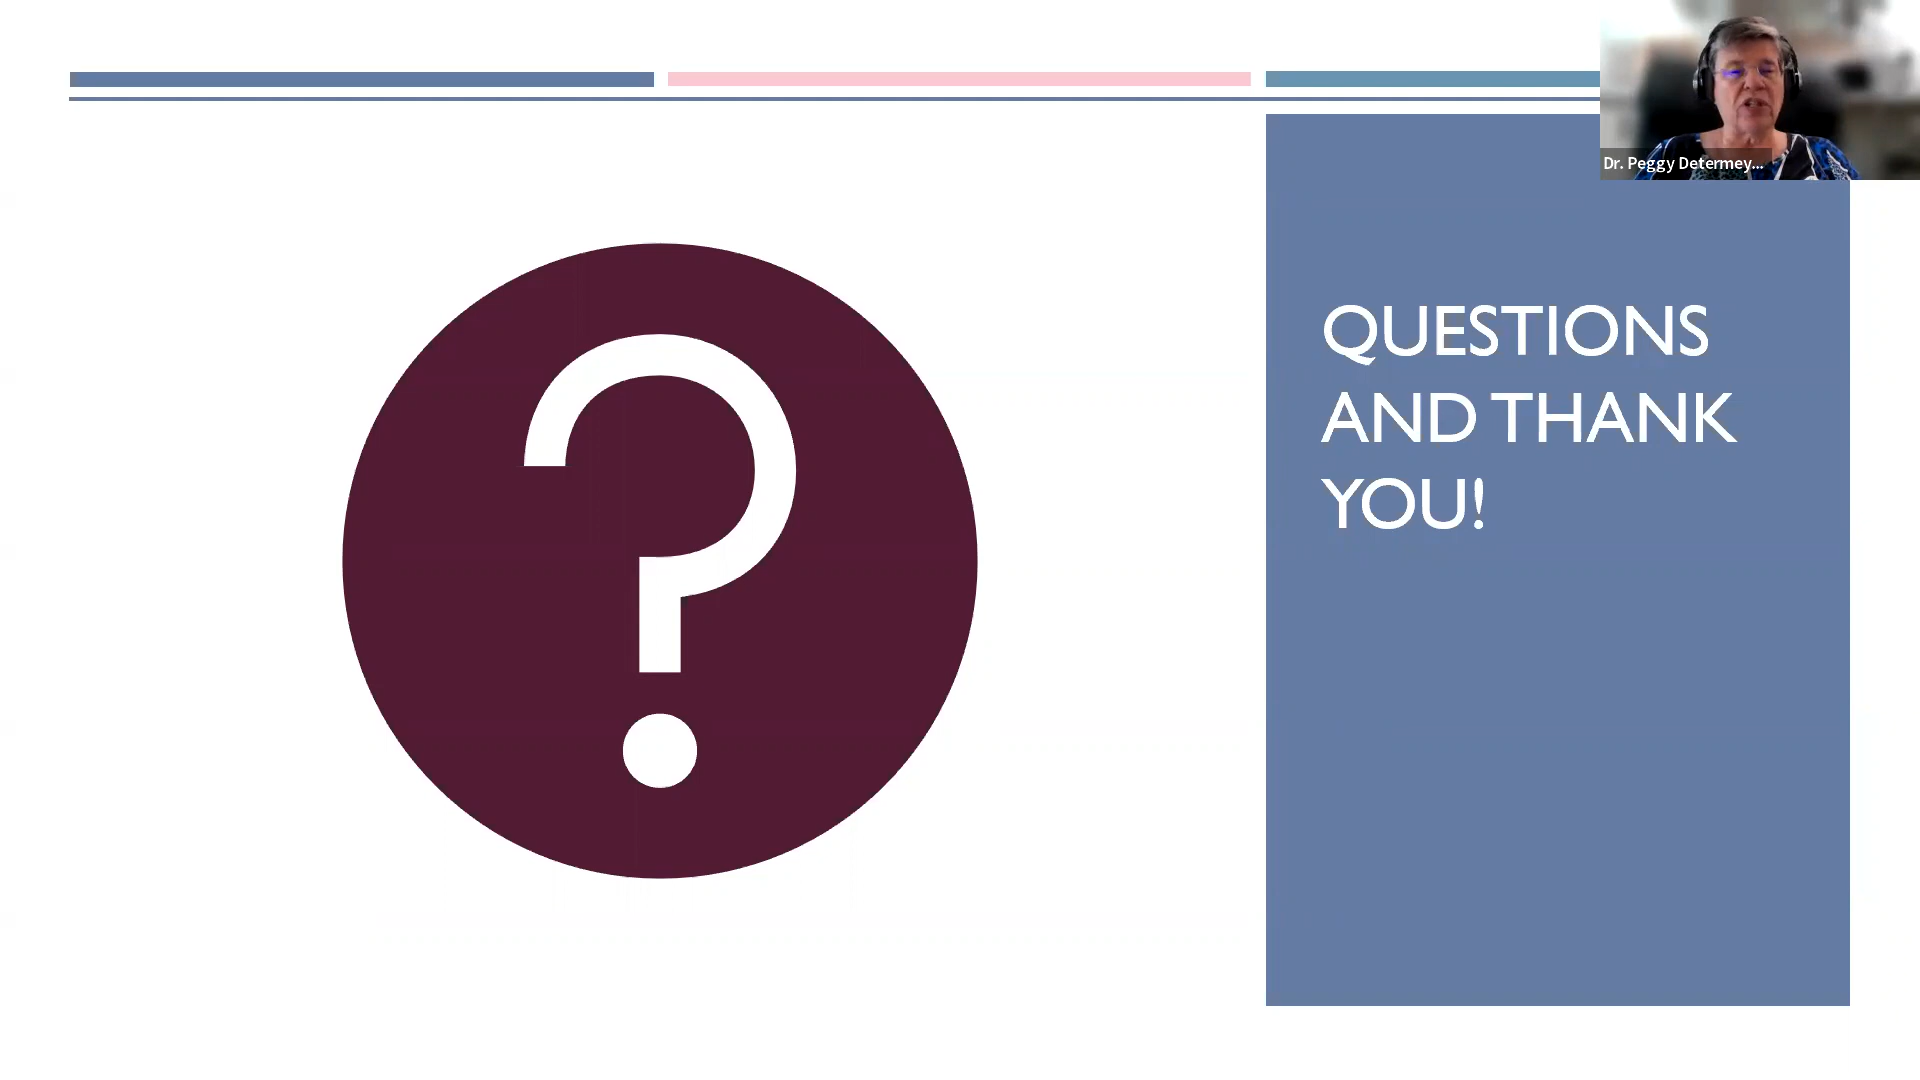 Dr. Peggy Determey...
QUESTIONS
AND THANK
YOU!
?